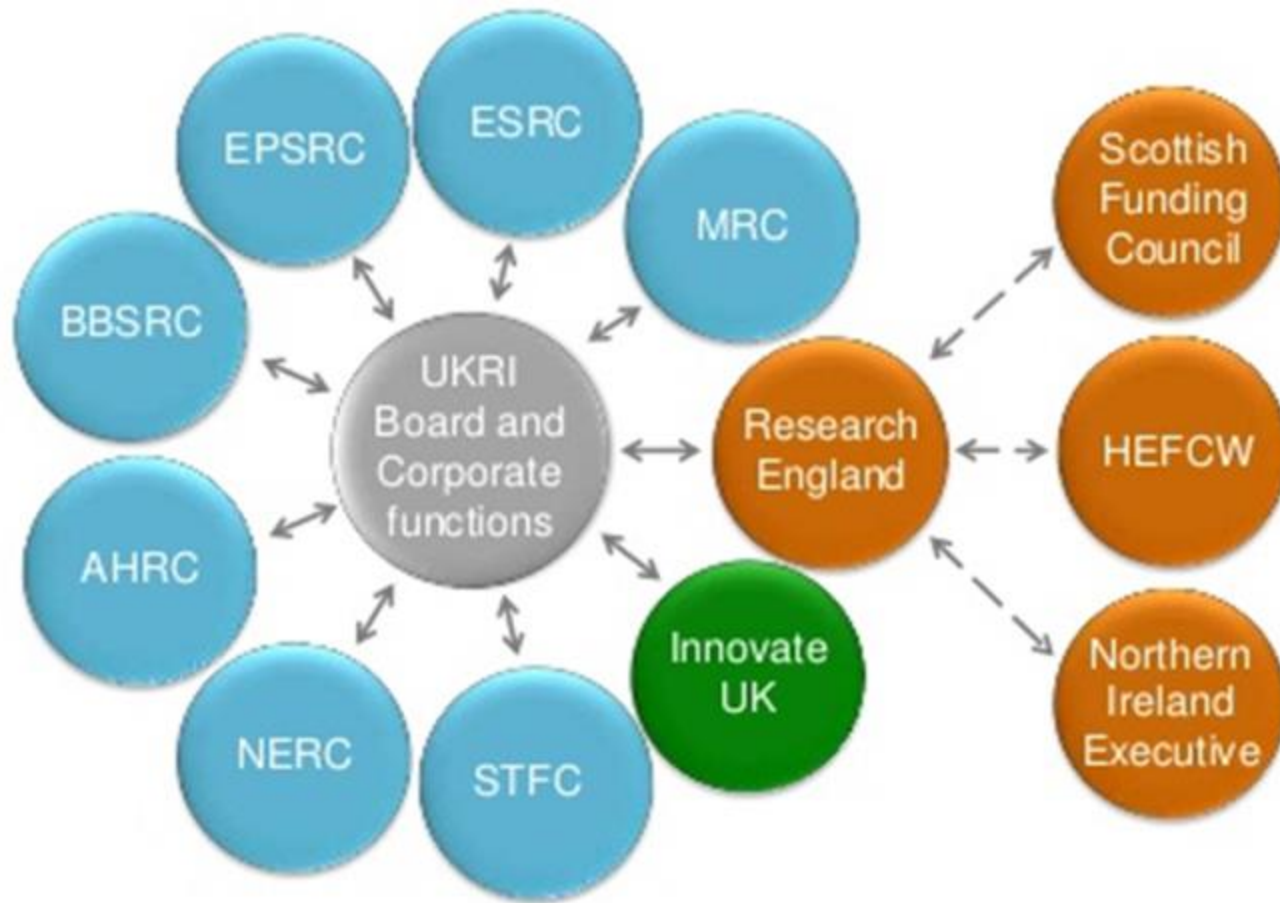 ESRC
EPSRC
MRC
BBSRC
AHRC
NERC
STFC
UKRI
Board and
Corporate
functions
Research
England
Innovate
UK
Scottish
Funding
Council
HEFCW
Northern
Ireland
Executive